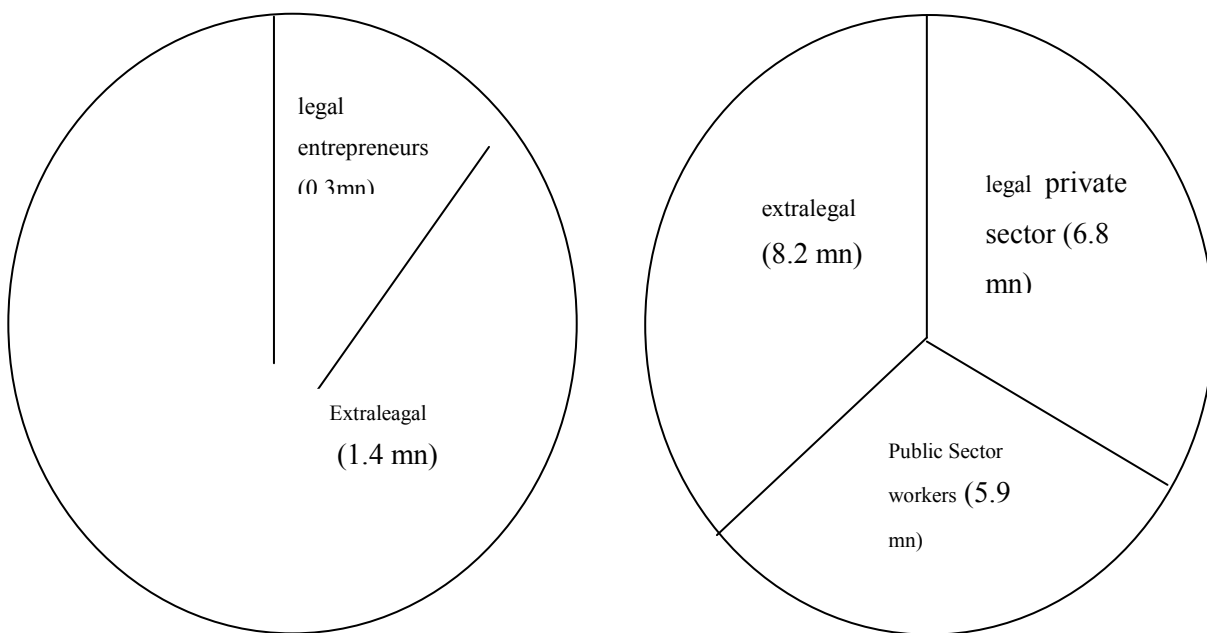 legal
entrepreneurs
(0.3mn)
Extraleagal
(1.4 mn)
extralegal
(8.2 mn)
legal private
sector (6.8
mn)
Public Sector
workers (5.9
mn)